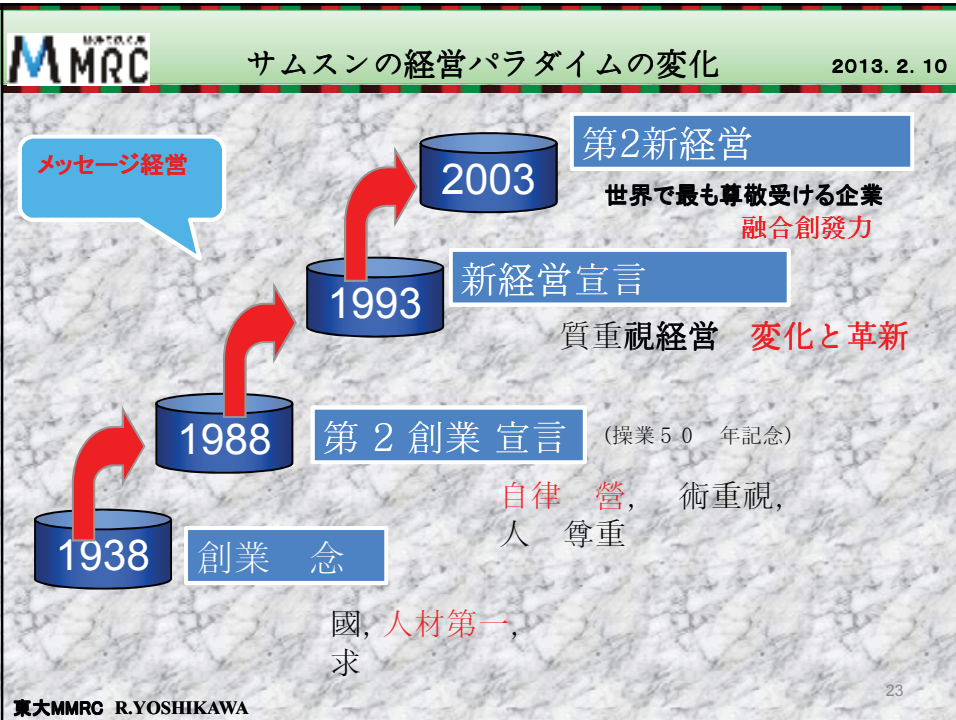 MMRC
サムスンの経営パラダイムの変化
2013. 2. 10
メッセージ経営
2003
第2新経営
世界で最も尊敬受ける企業
融合創發力
1993
新経営宣言
質重視経営 変化と革新
1988
第 2 創業 宣言
(操業50 年記念)
自律 營, 術重視,
人 尊重
1938
創業 念
國, 人材第一,
求
東大MMRC R.YOSHIKAWA
23